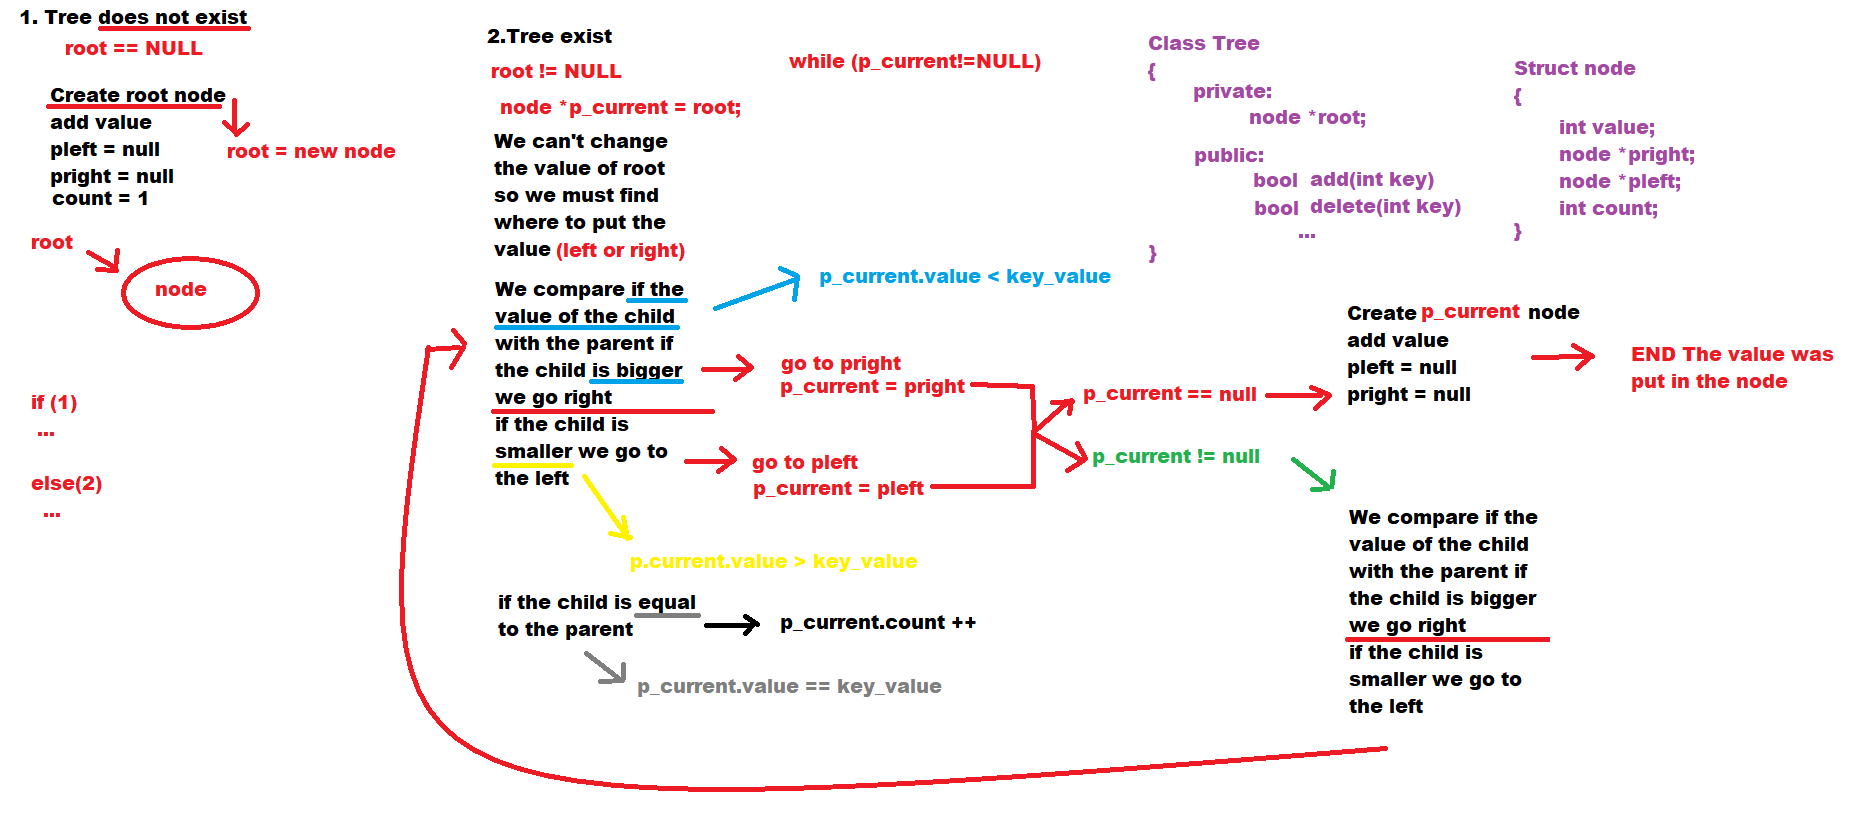 1. Tree does not exist
root == NULL
Create root node
add value
pleft = null
pright = null
count = 1
root = new node
root
node
if (1)
...
else(2)
...
2.Tree exist
root != NULL
node *p_current = root;
We can't change
the value of root
so we must find
where to put the
value (left or right)
We compare if the
value of the child
with the parent if
the child is bigger
we go right
if the child is
smaller we go to
the left
if the child is equal
to the parent
while (p_current!=NULL)
p_current.value < key_value
go to pright
p_current = pright
go to pleft
p_current = pleft
p.current.value > key_value
p_current.count ++
p_current.value == key_value
p_current == null
p_current != null
Class Tree
{
private:
node *root;
public:
bool add(int key)
bool delete(int key)
...
}
Struct node
{
int value;
node *pright;
node *pleft;
int count;
}
Create p_current node
add value
pleft = null
pright = null
END The value was
put in the node
We compare if the
value of the child
with the parent if
the child is bigger
we go right
if the child is
smaller we go to
the left